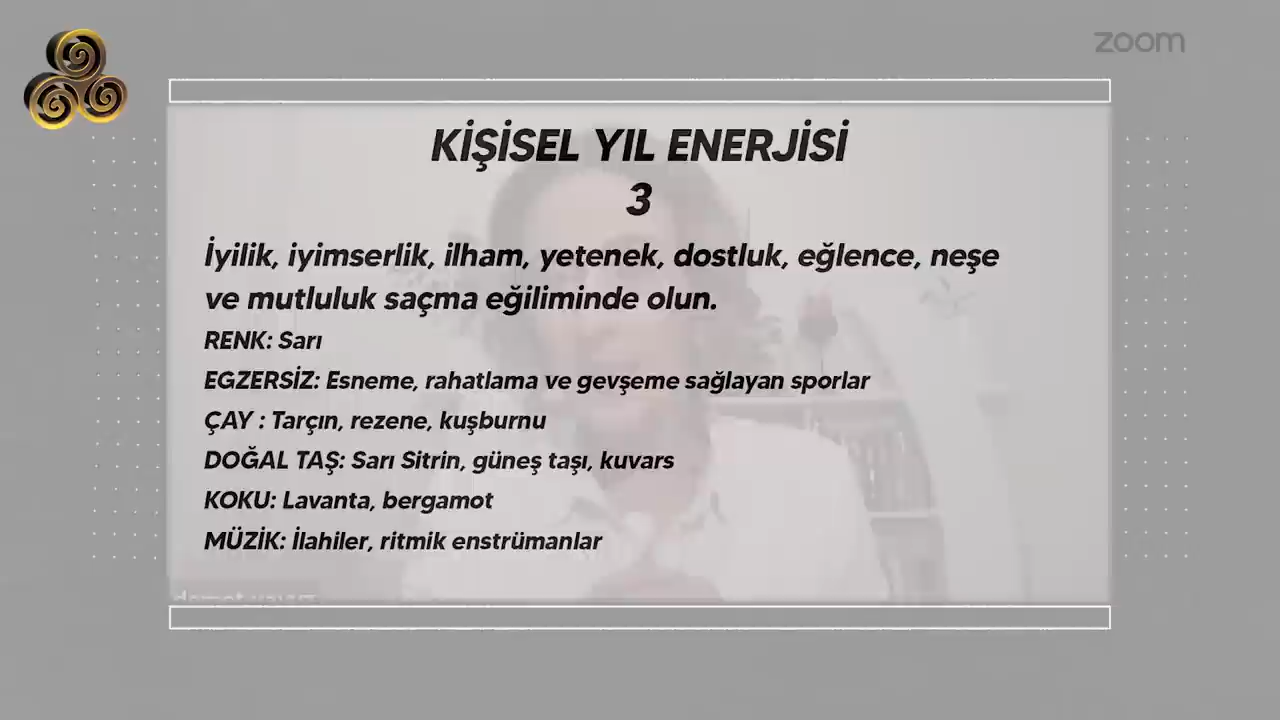 zoom
KİŞİSEL YIL ENERJİSİ
3
İyilik, iyimserlik, ilham, yetenek, dostluk, eğlence, neşe
ve mutluluk saçma eğiliminde olun.
RENK: Sarı
EGZERSİZ: Esneme, rahatlama ve gevşeme sağlayan sporlar
ÇAY : Tarçın, rezene, kuşburnu
DOĞAL TAŞ: Sarı Sitrin, güneş taşı, kuvars
KOKU: Lavanta, bergamot
MÜZİK: İlahiler, ritmik enstrümanlar